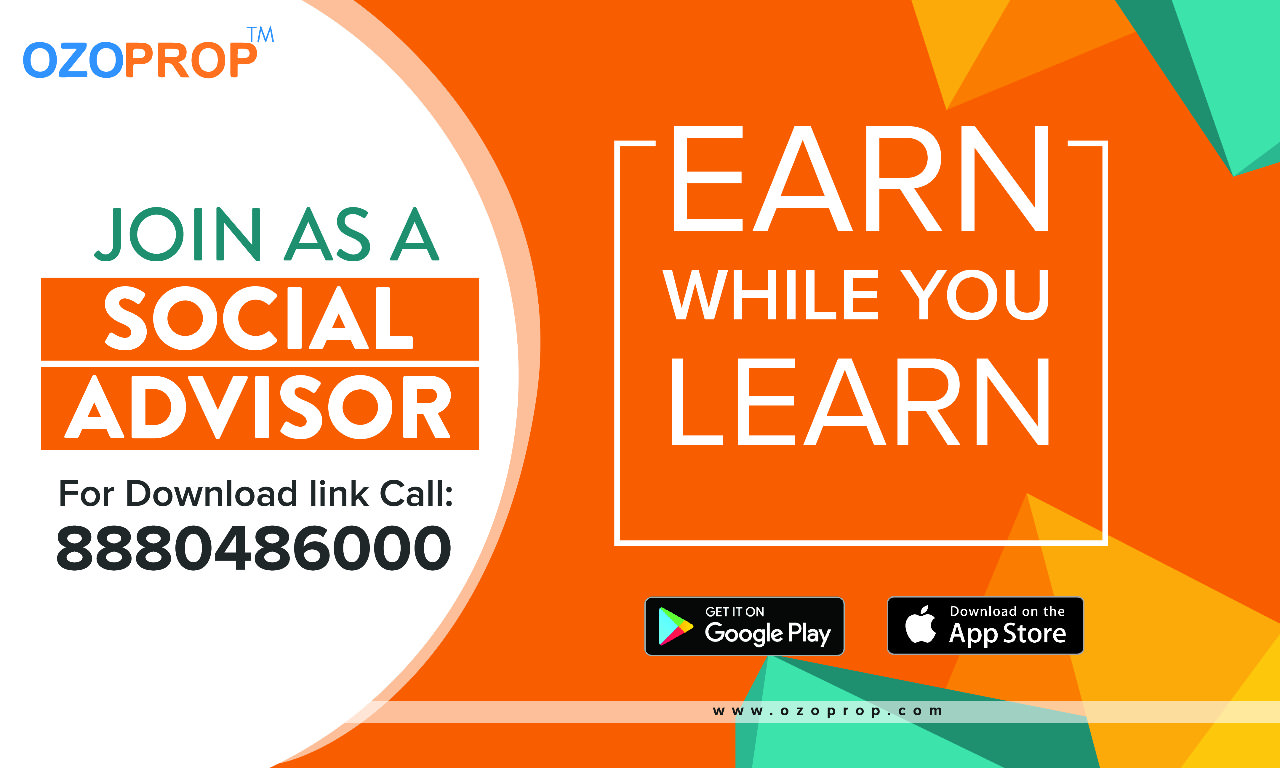 OZOPROP™
JOIN AS A
SOCIAL
ADVISOR
For Download link Call:
8880486000
EARN
WHILE YOU
LEARN
GET IT ON
Google Play
Download on the
App Store
www.ozoprop.com